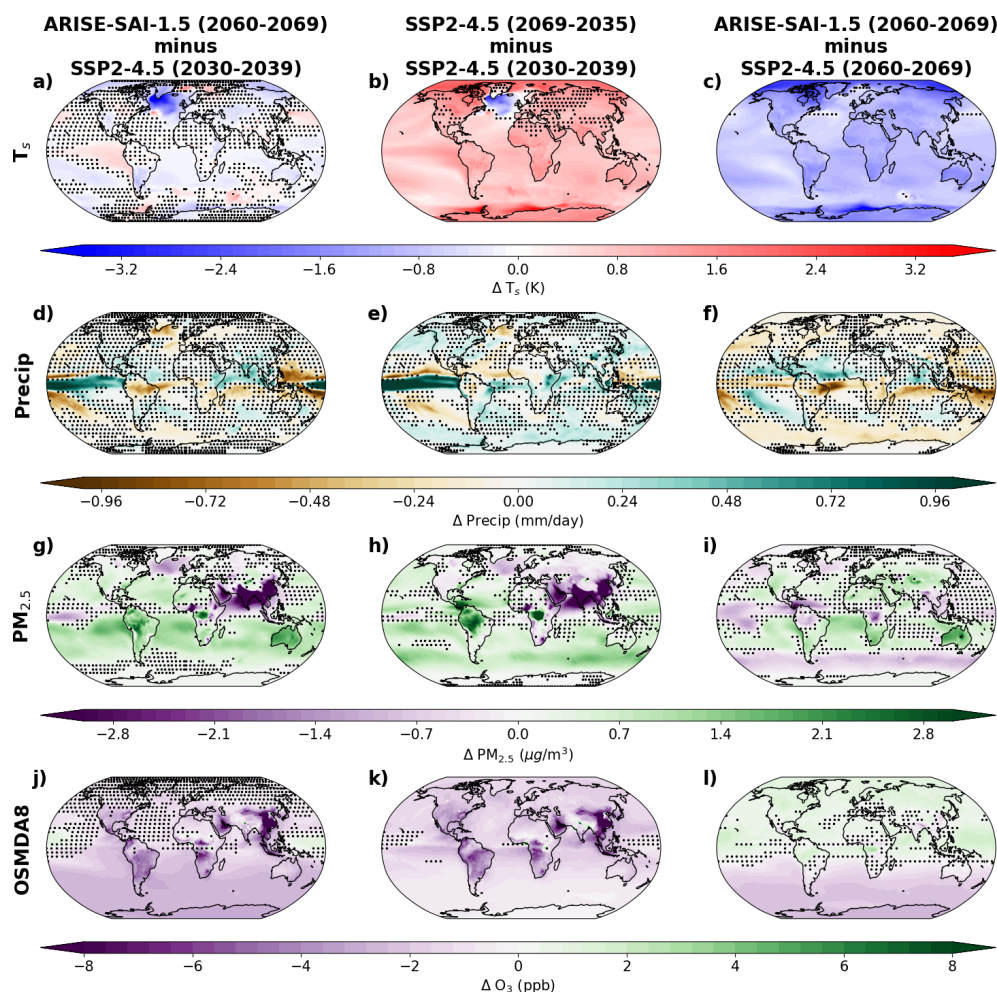 ARISE-SAI-1.5 (2060-2069)
minus
SSP2-4.5 (2030-2039)
SSP2-4.5 (2069-2035)
minus
SSP2-4.5 (2030-2039)
ARISE-SAI-1.5 (2060-2069)
minus
SSP2-4.5 (2060-2069)
a)
b)
c)
Ts
−3.2 −2.4 −1.6 −0.8 0.0 0.8 1.6 2.4 3.2
Δ Ts (K)
d)
e)
f)
Precip
−0.96 −0.72 −0.48 −0.24 0.00 0.24 0.48 0.72 0.96
Δ Precip (mm/day)
g)
h)
i)
PM2.5
−2.8 −2.1 −1.4 −0.7 0.0 0.7 1.4 2.1 2.8
Δ PM2.5 (μg/m³)
j)
k)
l)
OSMDA8
−8 −6 −4 −2 0 2 4 6 8
Δ O3 (ppb)